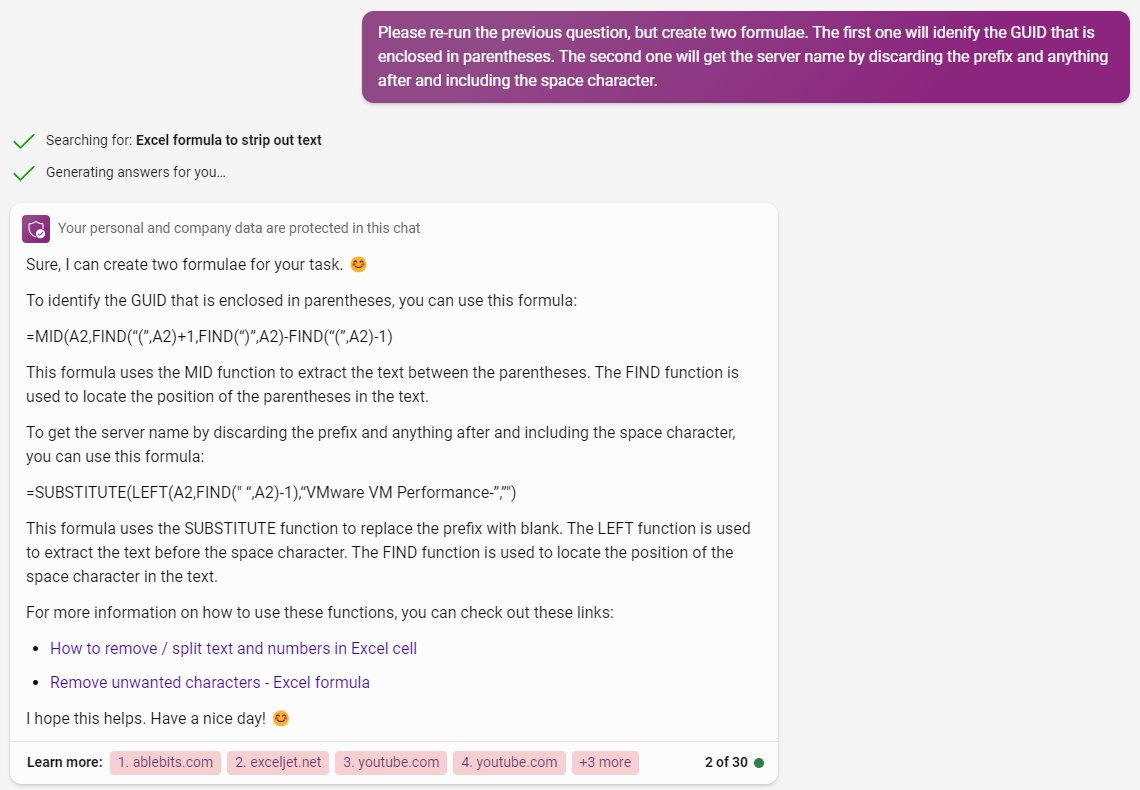 Please re-run the previous question, but create two formulae. The first one will idenify the GUID that is
enclosed in parentheses. The second one will get the server name by discarding the prefix and anything
after and including the space character.
Searching for: Excel formula to strip out text
Generating answers for you…
Your personal and company data are protected in this chat
Sure, I can create two formulae for your task. 😊
To identify the GUID that is enclosed in parentheses, you can use this formula:
=MID(A2,FIND(“(”,A2)+1,FIND(“)”,A2)-FIND(“(”,A2)-1)
This formula uses the MID function to extract the text between the parentheses. The FIND function is
used to locate the position of the parentheses in the text.
To get the server name by discarding the prefix and anything after and including the space character,
you can use this formula:
=SUBSTITUTE(LEFT(A2,FIND(" “,A2)-1),“VMware VM Performance-”,”")
This formula uses the SUBSTITUTE function to replace the prefix with blank. The LEFT function is used
to extract the text before the space character. The FIND function is used to locate the position of the
space character in the text.
For more information on how to use these functions, you can check out these links:
• How to remove / split text and numbers in Excel cell
• Remove unwanted characters - Excel formula
I hope this helps. Have a nice day! 😊
Learn more: 1. ablebits.com 2. exceljet.net 3. youtube.com 4. youtube.com +3 more 2 of 30